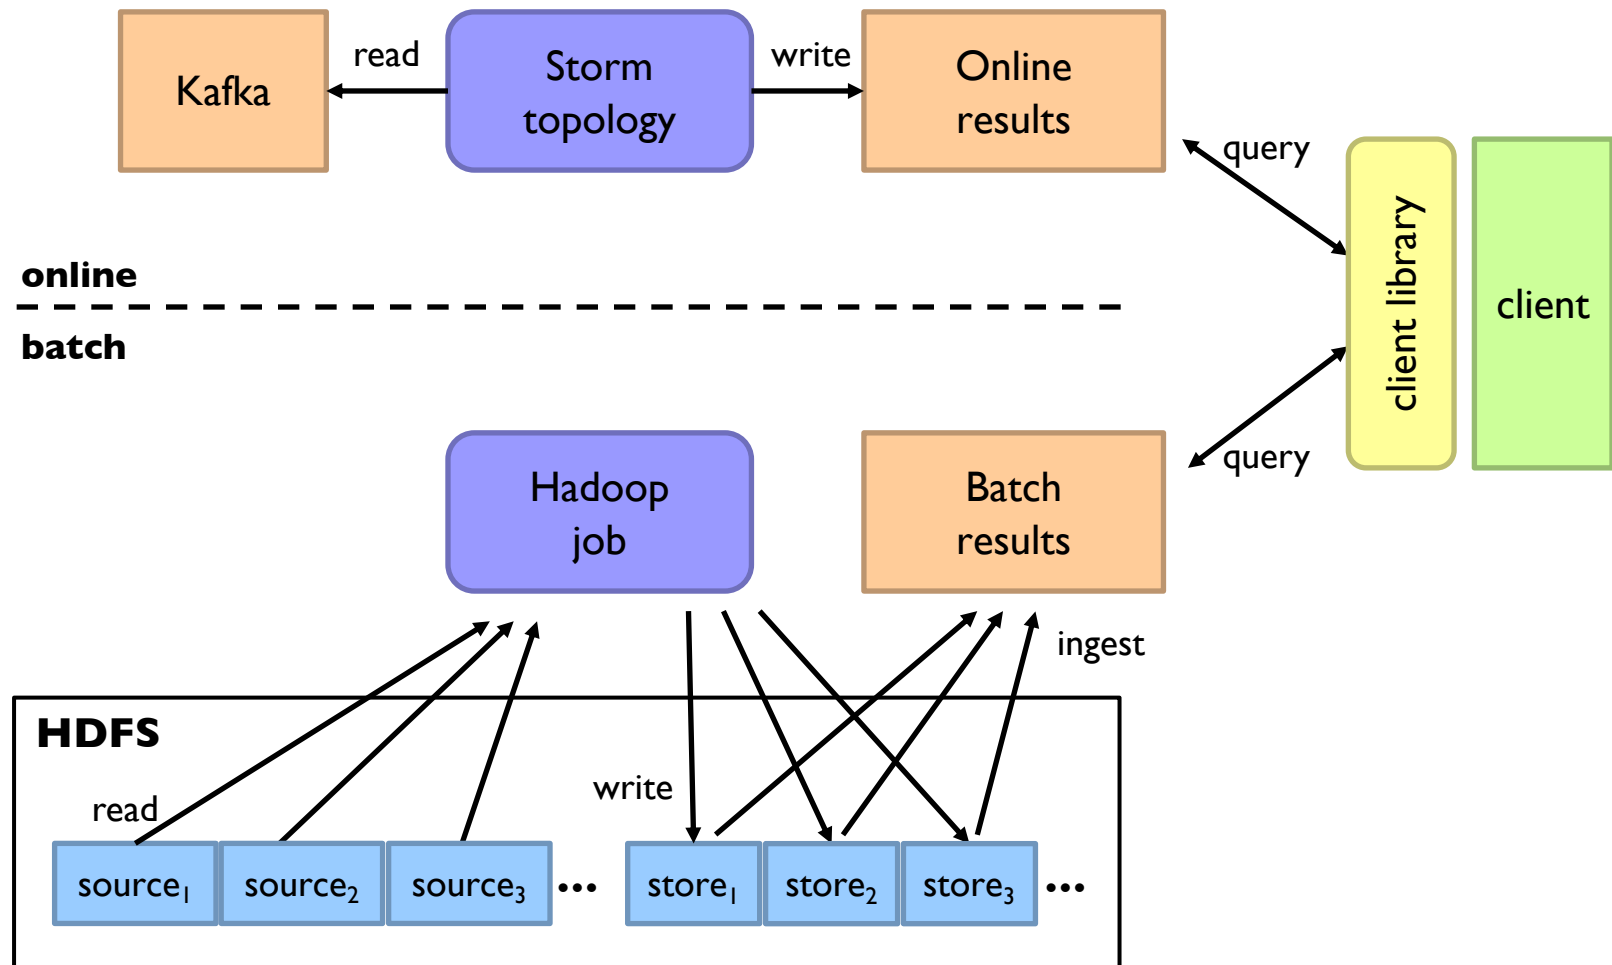 Kafka
read
Storm
topology
write
Online
results
query
client library
client
online
batch
Hadoop
job
Batch
results
query
ingest
HDFS
read
write
source₁
source₂
source₃
...
store₁
store₂
store₃
...